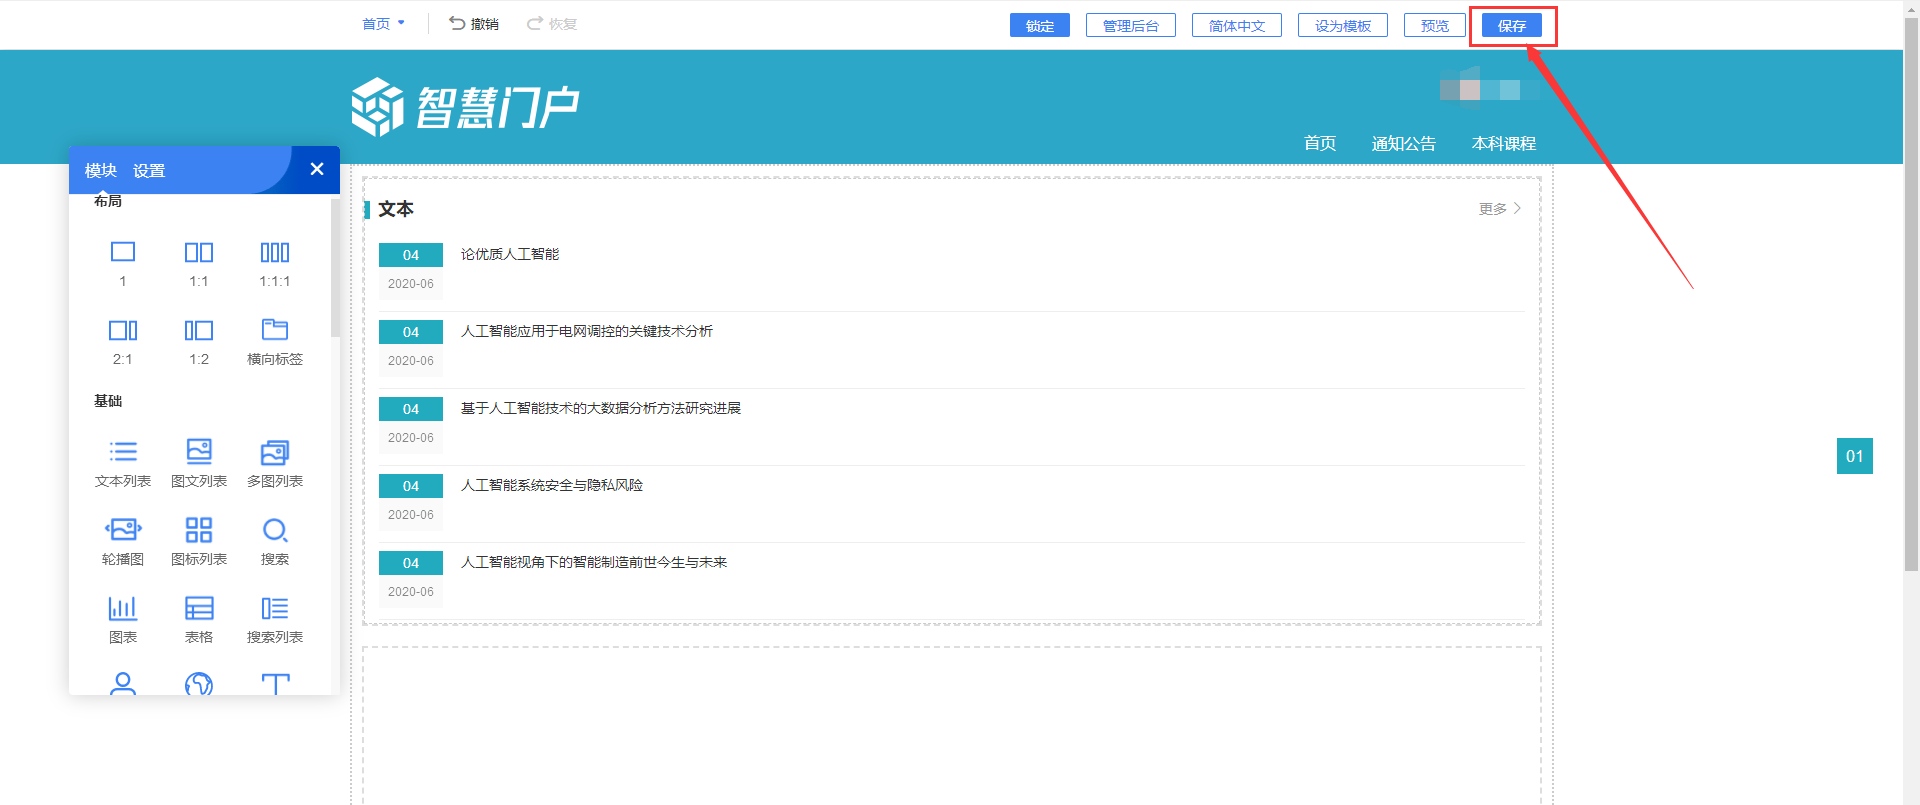 首页 撤销 恢复 锁定 管理后台 简体中文 设为模板 预览 保存
智慧门户
首页 通知公告 本科课程
模块 设置
布局
1 1:1 1:1:1
2:1 1:2 横向标签
基础
文本列表 图文列表 多图列表
轮播图 图标列表 搜索
图表 表格 搜索列表
文本 更多
04 论优质人工智能
2020-06
04 人工智能应用于电网调控的关键技术分析
2020-06
04 基于人工智能技术的大数据分析方法研究进展
2020-06
04 人工智能系统安全与隐私风险
2020-06
04 人工智能视角下的智能制造前世今生与未来
2020-06
01